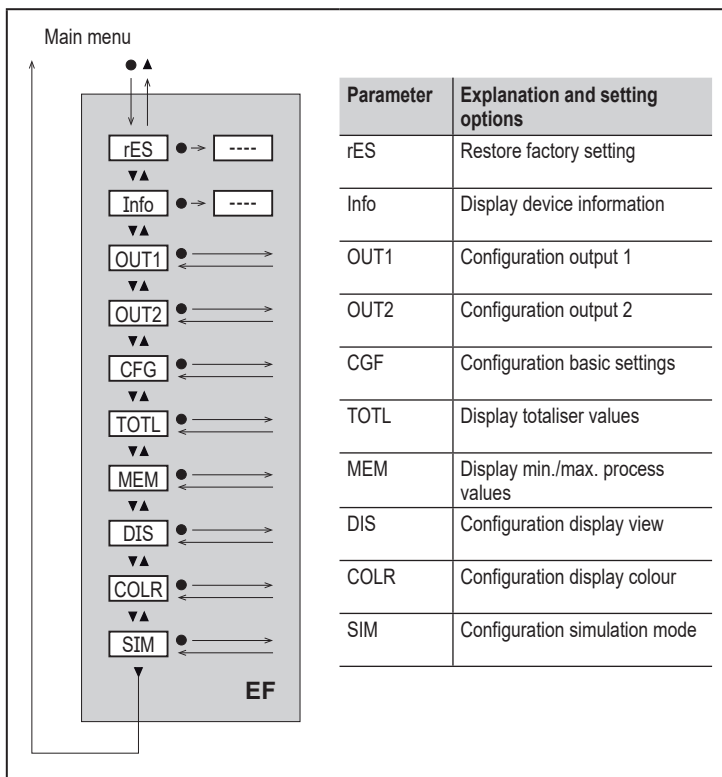 Main menu
rES
----
Info
----
OUT1
OUT2
CFG
TOTL
MEM
DIS
COLR
SIM
EF
Parameter Explanation and setting
options
rES Restore factory setting
Info Display device information
OUT1 Configuration output 1
OUT2 Configuration output 2
CGF Configuration basic settings
TOTL Display totaliser values
MEM Display min./max. process
values
DIS Configuration display view
COLR Configuration display colour
SIM Configuration simulation mode